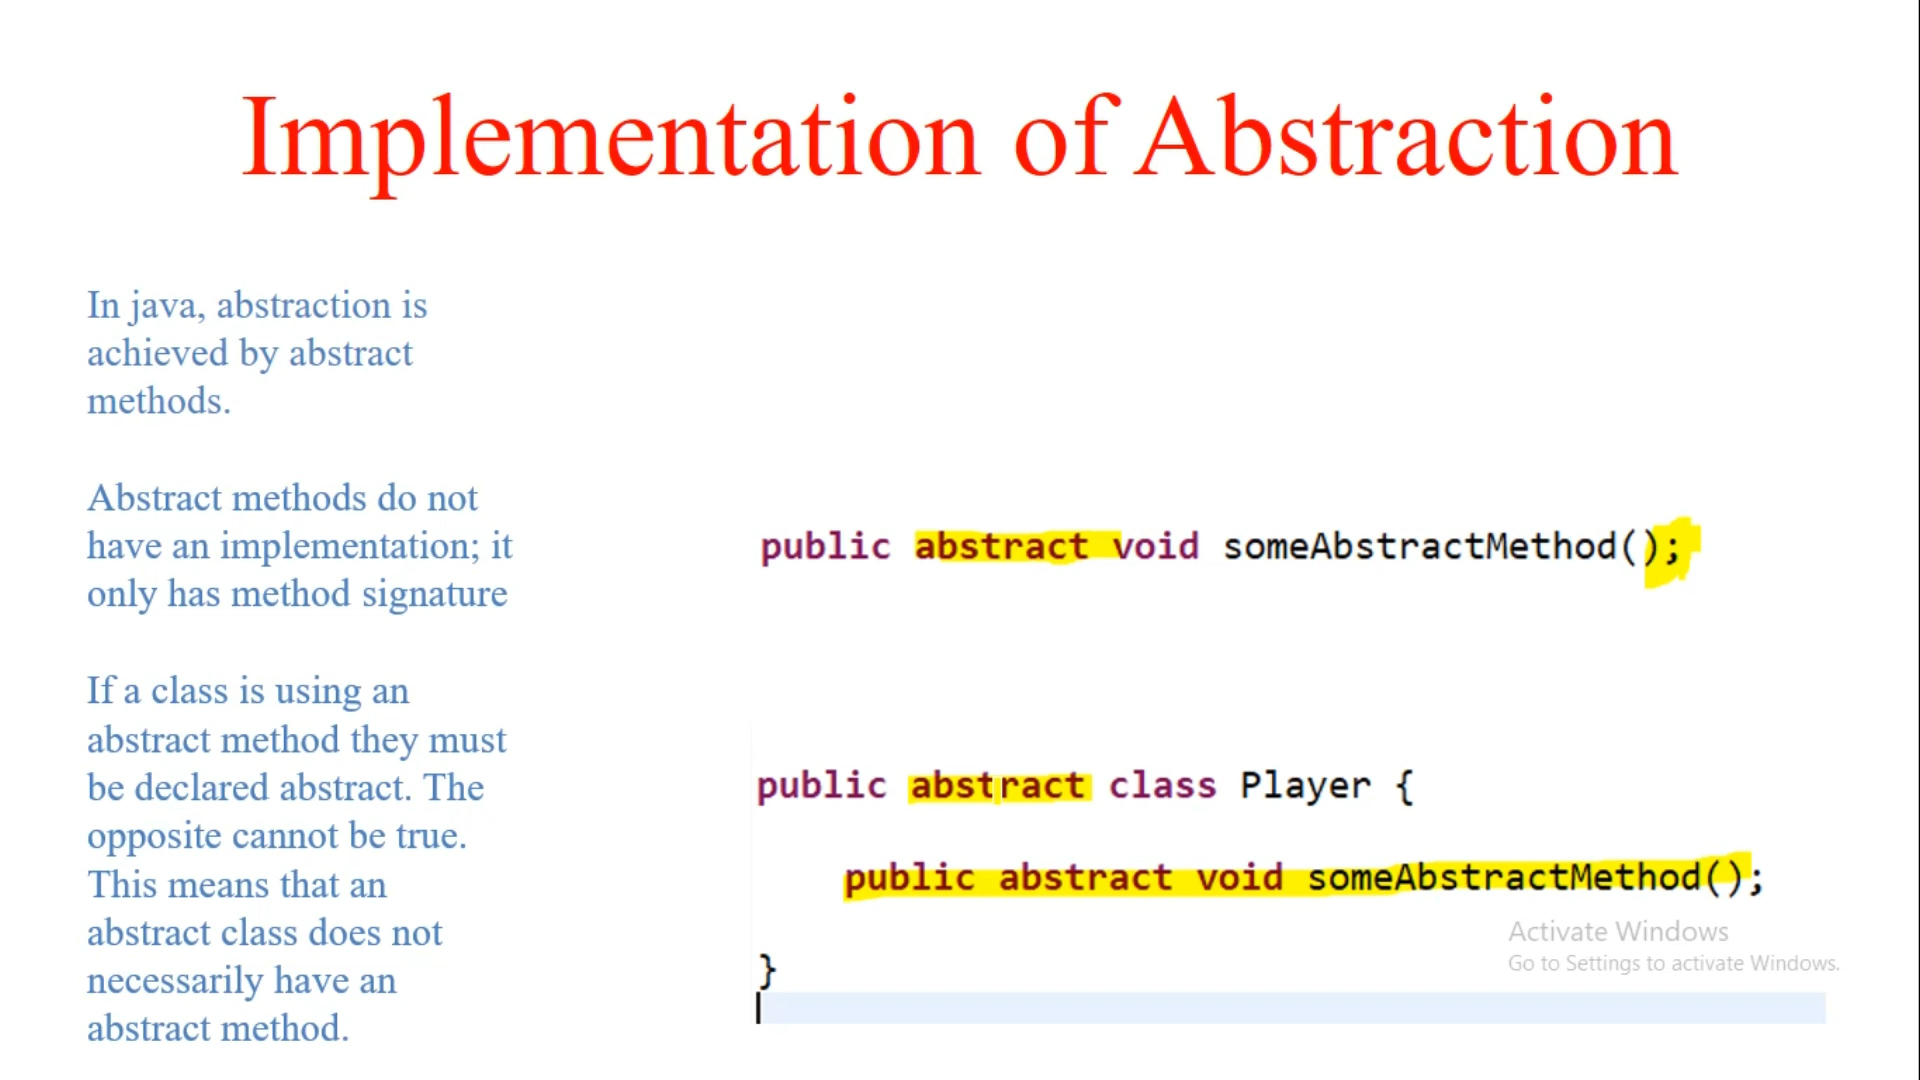 Implementation of Abstraction
In java, abstraction is
achieved by abstract
methods.
Abstract methods do not
have an implementation; it
only has method signature
If a class is using an
abstract method they must
be declared abstract. The
opposite cannot be true.
This means that an
abstract class does not
necessarily have an
abstract method.
public abstract void someAbstractMethod();
public abstract class Player {
public abstract void someAbstractMethod();
}
Activate Windows
Go to Settings to activate Windows.